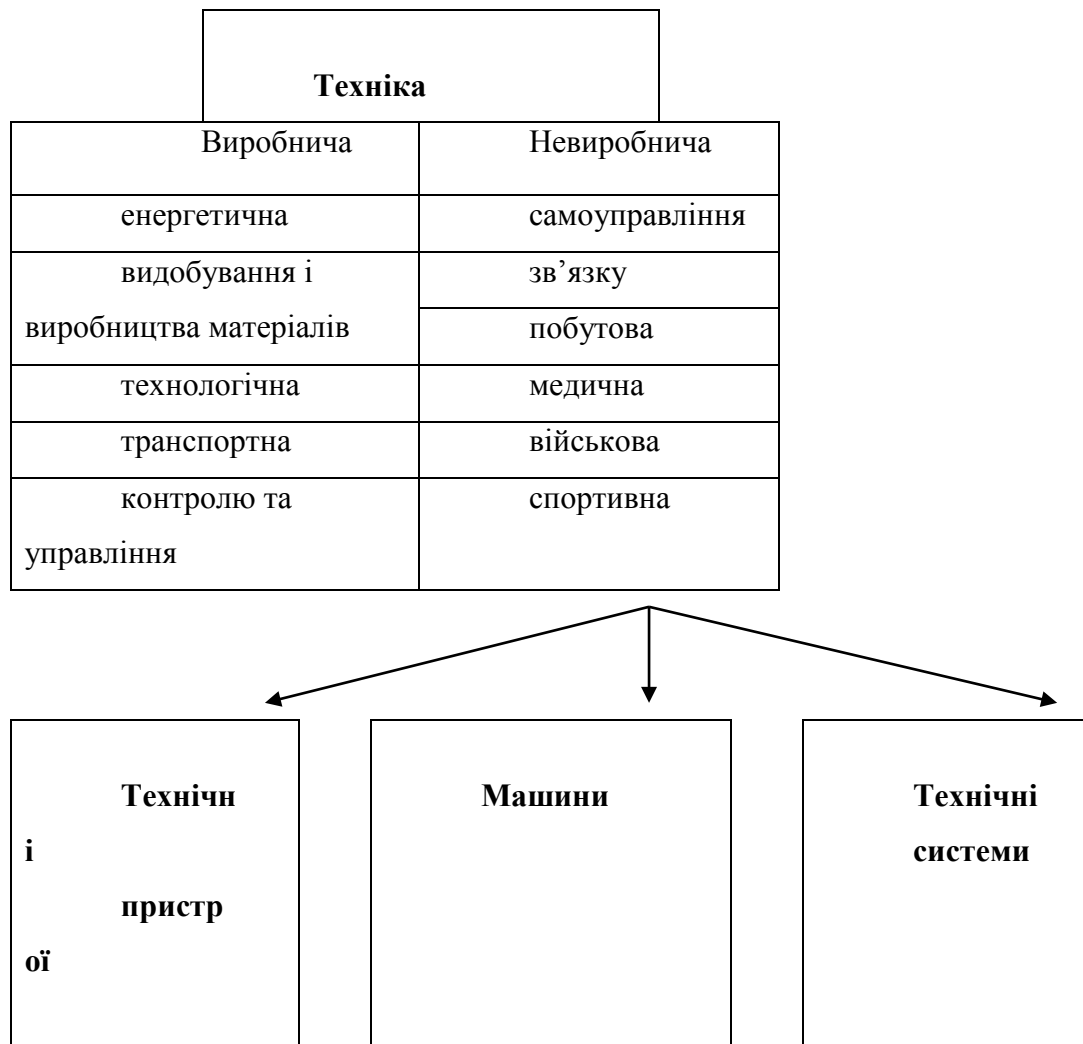 Техніка
Виробнича
Невиробнича
енергетична
самоуправління
видобування і
виробництва матеріалів
зв’язку
побутова
технологічна
медична
транспортна
військова
контролю та
управління
спортивна
Технічн
і
пристр
ої
Машини
Технічні
системи